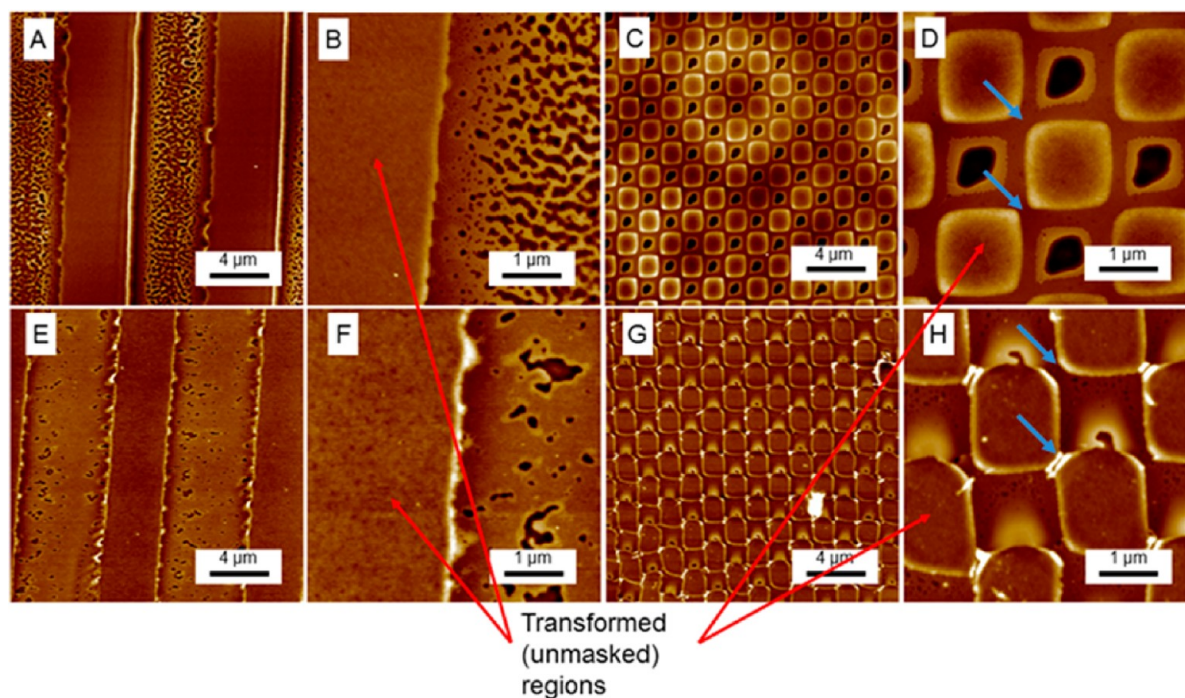 A B C D
4 µm 1 µm 4 µm 1 µm
E F G H
4 µm 1 µm 4 µm 1 µm
Transformed
(unmasked)
regions